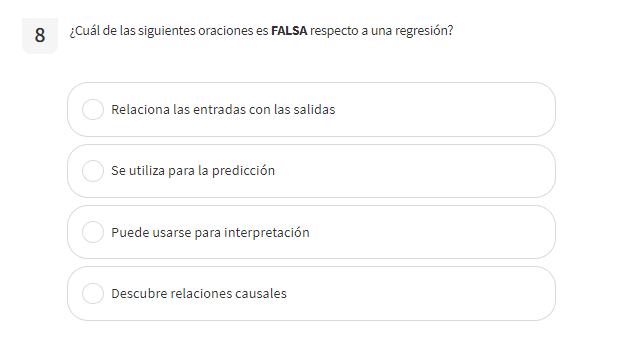 8
¿Cuál de las siguientes oraciones es FALSA respecto a una regresión?
Relaciona las entradas con las salidas
Se utiliza para la predicción
Puede usarse para interpretación
Descubre relaciones causales